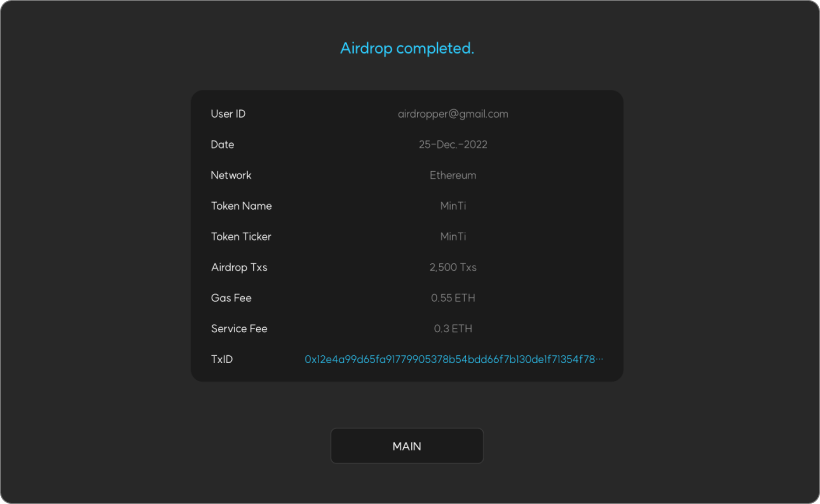 Airdrop completed.
User ID airdropper@gmail.com
Date 25-Dec.-2022
Network Ethereum
Token Name MinTi
Token Ticker MinTi
Airdrop Txs 2,500 Txs
Gas Fee 0.55 ETH
Service Fee 0.3 ETH
TxID 0x12e4a99d65fa91779905378b54bdd66f7b130de1f71354f78···
MAIN